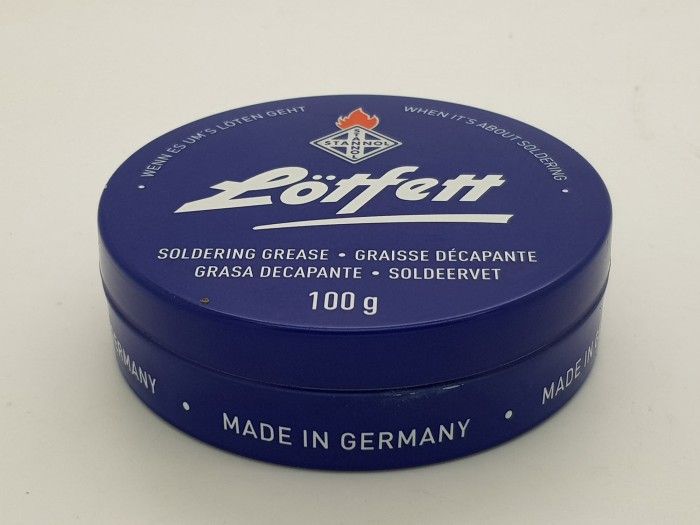 • WENN ES UM'S LÖTEN GEHT
WHEN IT'S ABOUT SOLDERING •
STANNOL
STANNOL
Lötfett
SOLDERING GREASE • GRAISSE DÉCAPANTE
GRASA DECAPANTE • SOLDEERVET
100 g
GERMANY • MADE IN GERMANY • MADE IN